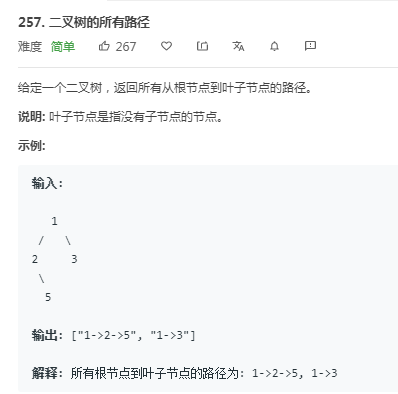 257. 二叉树的所有路径
难度 简单 267
给定一个二叉树，返回所有从根节点到叶子节点的路径。
说明: 叶子节点是指没有子节点的节点。
示例:
输入:
1
/ \
2 3
\
5
输出: ["1->2->5", "1->3"]
解释: 所有根节点到叶子节点的路径为: 1->2->5, 1->3